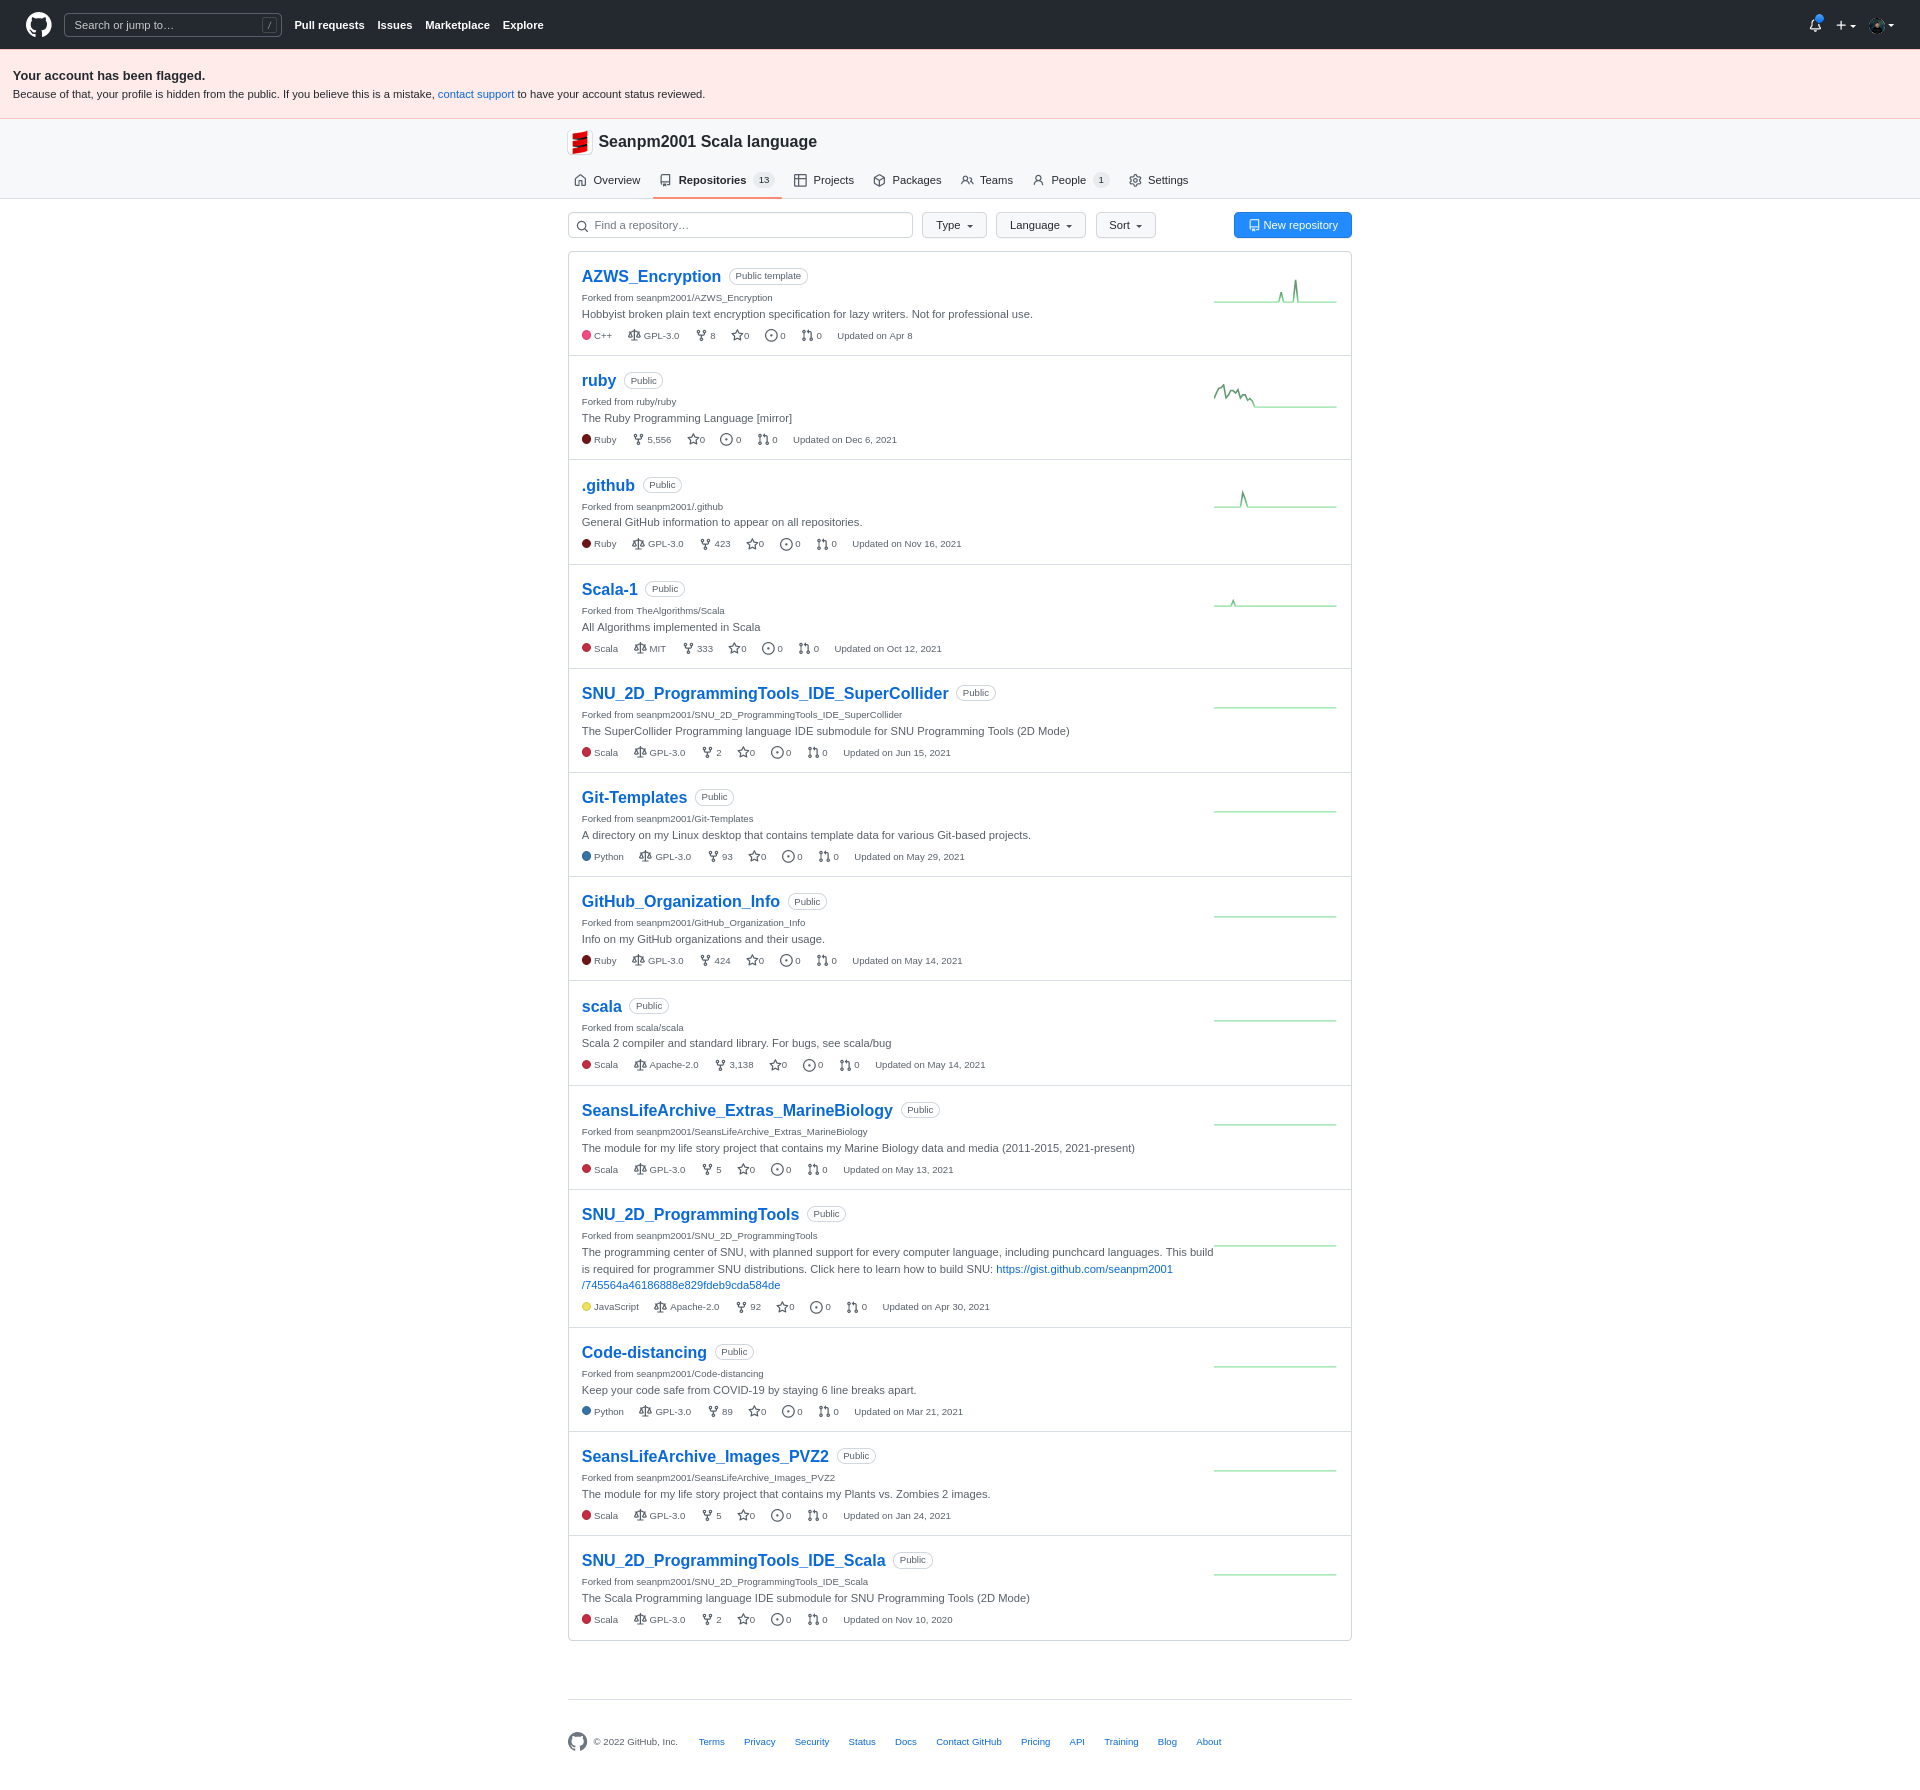 Search or jump to… / Pull requests Issues Marketplace Explore
Your account has been flagged.
Because of that, your profile is hidden from the public. If you believe this is a mistake, contact support to have your account status reviewed.
Seanpm2001 Scala language
Overview Repositories 13 Projects Packages Teams People 1 Settings
Find a repository… Type Language Sort New repository
AZWS_Encryption Public template
Forked from seanpm2001/AZWS_Encryption
Hobbyist broken plain text encryption specification for lazy writers. Not for professional use.
C++ GPL-3.0 8 0 0 0 Updated on Apr 8
ruby Public
Forked from ruby/ruby
The Ruby Programming Language [mirror]
Ruby 5,556 0 0 0 Updated on Dec 6, 2021
.github Public
Forked from seanpm2001/.github
General GitHub information to appear on all repositories.
Ruby GPL-3.0 423 0 0 0 Updated on Nov 16, 2021
Scala-1 Public
Forked from TheAlgorithms/Scala
All Algorithms implemented in Scala
Scala MIT 333 0 0 0 Updated on Oct 12, 2021
SNU_2D_ProgrammingTools_IDE_SuperCollider Public
Forked from seanpm2001/SNU_2D_ProgrammingTools_IDE_SuperCollider
The SuperCollider Programming language IDE submodule for SNU Programming Tools (2D Mode)
Scala GPL-3.0 2 0 0 0 Updated on Jun 15, 2021
Git-Templates Public
Forked from seanpm2001/Git-Templates
A directory on my Linux desktop that contains template data for various Git-based projects.
Python GPL-3.0 93 0 0 0 Updated on May 29, 2021
GitHub_Organization_Info Public
Forked from seanpm2001/GitHub_Organization_Info
Info on my GitHub organizations and their usage.
Ruby GPL-3.0 424 0 0 0 Updated on May 14, 2021
scala Public
Forked from scala/scala
Scala 2 compiler and standard library. For bugs, see scala/bug
Scala Apache-2.0 3,138 0 0 0 Updated on May 14, 2021
SeansLifeArchive_Extras_MarineBiology Public
Forked from seanpm2001/SeansLifeArchive_Extras_MarineBiology
The module for my life story project that contains my Marine Biology data and media (2011-2015, 2021-present)
Scala GPL-3.0 5 0 0 0 Updated on May 13, 2021
SNU_2D_ProgrammingTools Public
Forked from seanpm2001/SNU_2D_ProgrammingTools
The programming center of SNU, with planned support for every computer language, including punchcard languages. This build
is required for programmer SNU distributions. Click here to learn how to build SNU: https://gist.github.com/seanpm2001
/745564a46186888e829fdeb9cda584de
JavaScript Apache-2.0 92 0 0 0 Updated on Apr 30, 2021
Code-distancing Public
Forked from seanpm2001/Code-distancing
Keep your code safe from COVID-19 by staying 6 line breaks apart.
Python GPL-3.0 89 0 0 0 Updated on Mar 21, 2021
SeansLifeArchive_Images_PVZ2 Public
Forked from seanpm2001/SeansLifeArchive_Images_PVZ2
The module for my life story project that contains my Plants vs. Zombies 2 images.
Scala GPL-3.0 5 0 0 0 Updated on Jan 24, 2021
SNU_2D_ProgrammingTools_IDE_Scala Public
Forked from seanpm2001/SNU_2D_ProgrammingTools_IDE_Scala
The Scala Programming language IDE submodule for SNU Programming Tools (2D Mode)
Scala GPL-3.0 2 0 0 0 Updated on Nov 10, 2020
© 2022 GitHub, Inc. Terms Privacy Security Status Docs Contact GitHub Pricing API Training Blog About